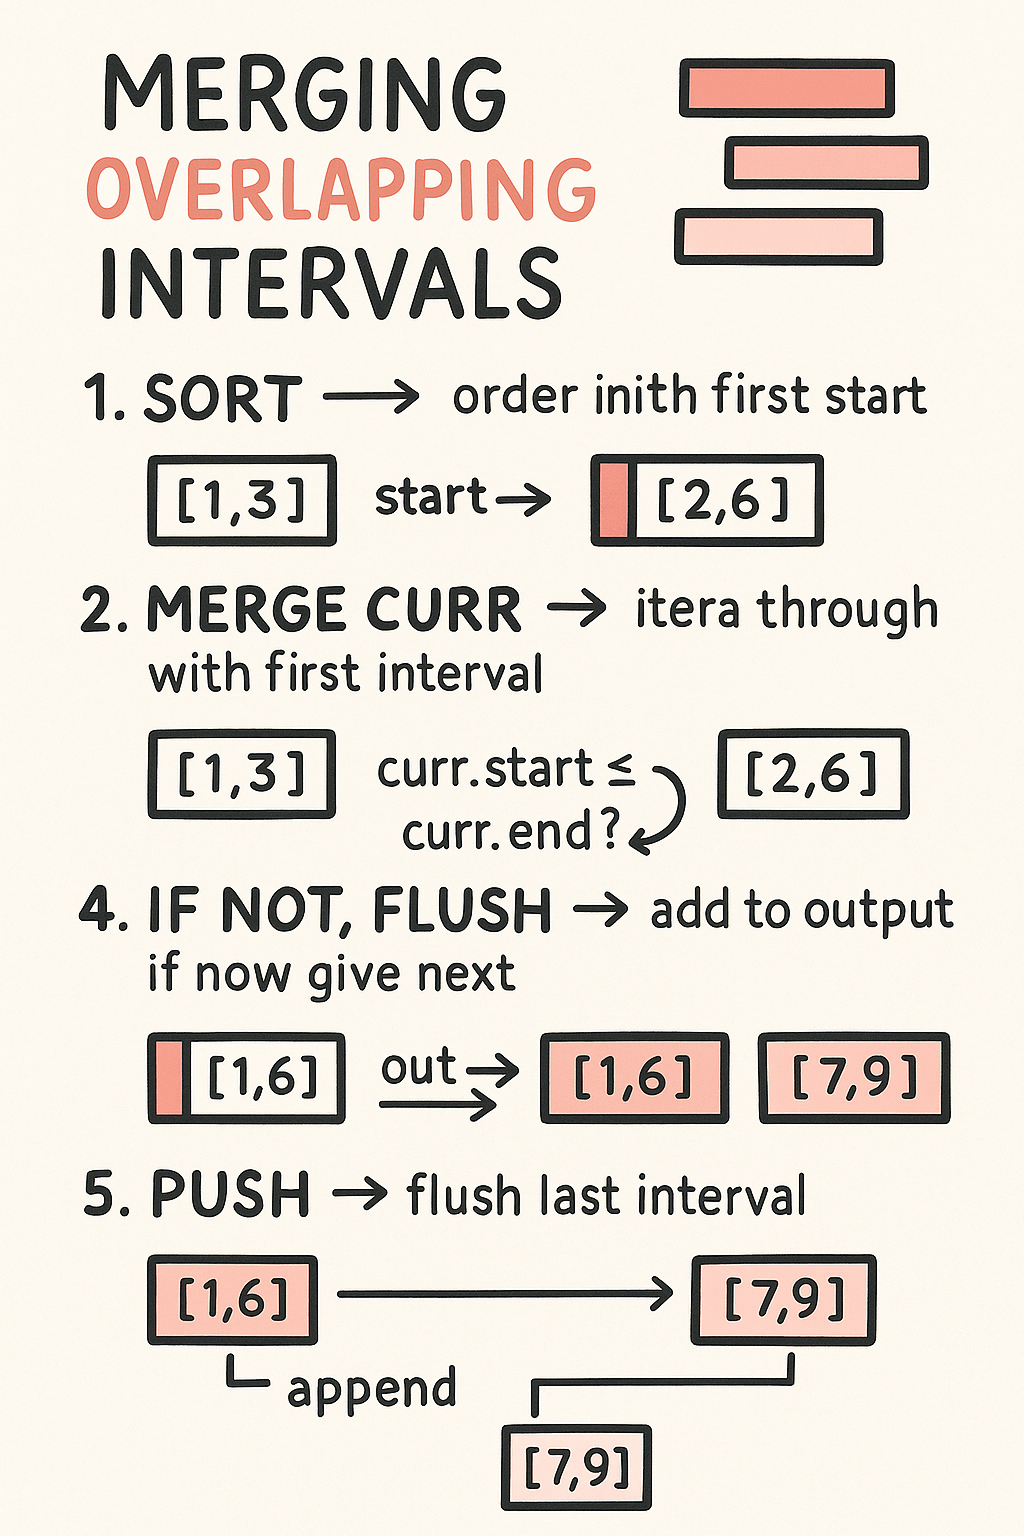 MERGING
OVERLAPPING
INTERVALS
1. SORT → order inith first start
[1,3] start→ [2,6]
2. MERGE CURR → itera through
with first interval
[1,3] curr.start ≤ [2,6]
curr.end?
4. IF NOT, FLUSH → add to output
if now give next
[1,6] out→ [1,6] [7,9]
5. PUSH → flush last interval
[1,6] [7,9]
append
[7,9]